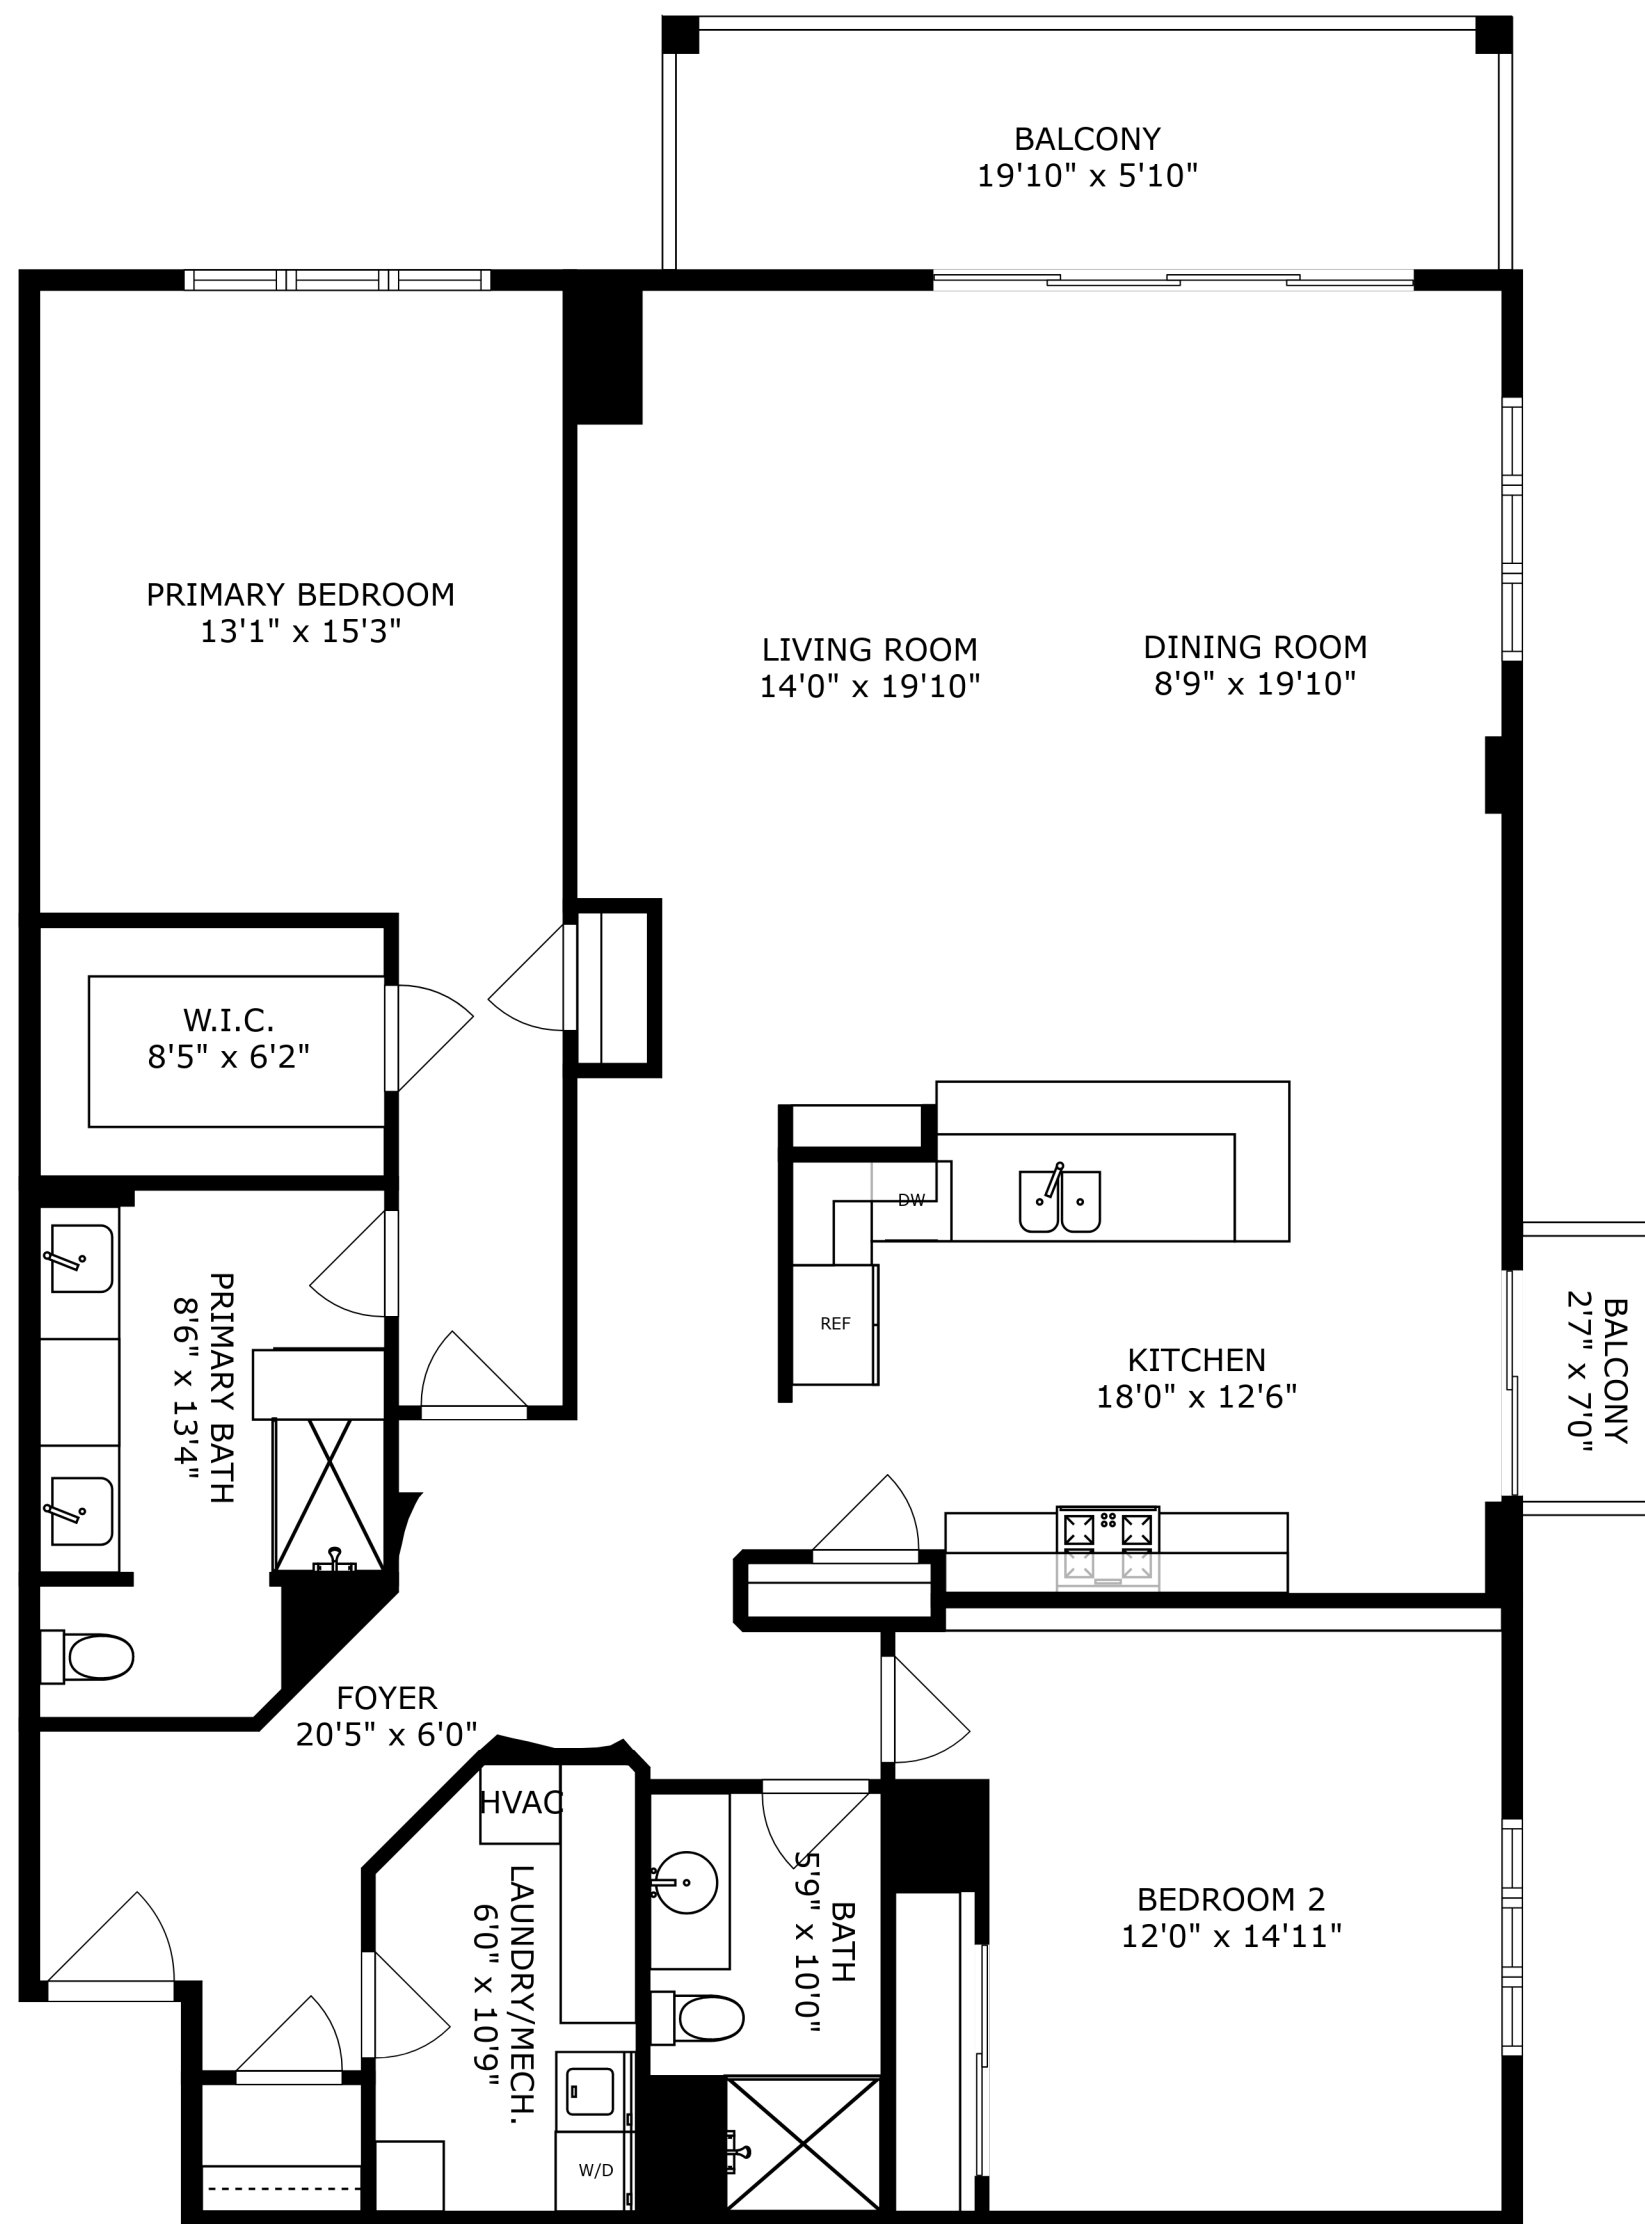 BALCONY
19'10" x 5'10"
PRIMARY BEDROOM
13'1" x 15'3"
LIVING ROOM
14'0" x 19'10"
DINING ROOM
8'9" x 19'10"
W.I.C.
8'5" x 6'2"
DW
REF
PRIMARY BATH
8'6" x 13'4"
KITCHEN
18'0" x 12'6"
BALCONY
2'7" x 7'0"
FOYER
20'5" x 6'0"
HVAC
LAUNDRY/MECH.
6'0" x 10'9"
BATH
5'9" x 10'0"
BEDROOM 2
12'0" x 14'11"
W/D